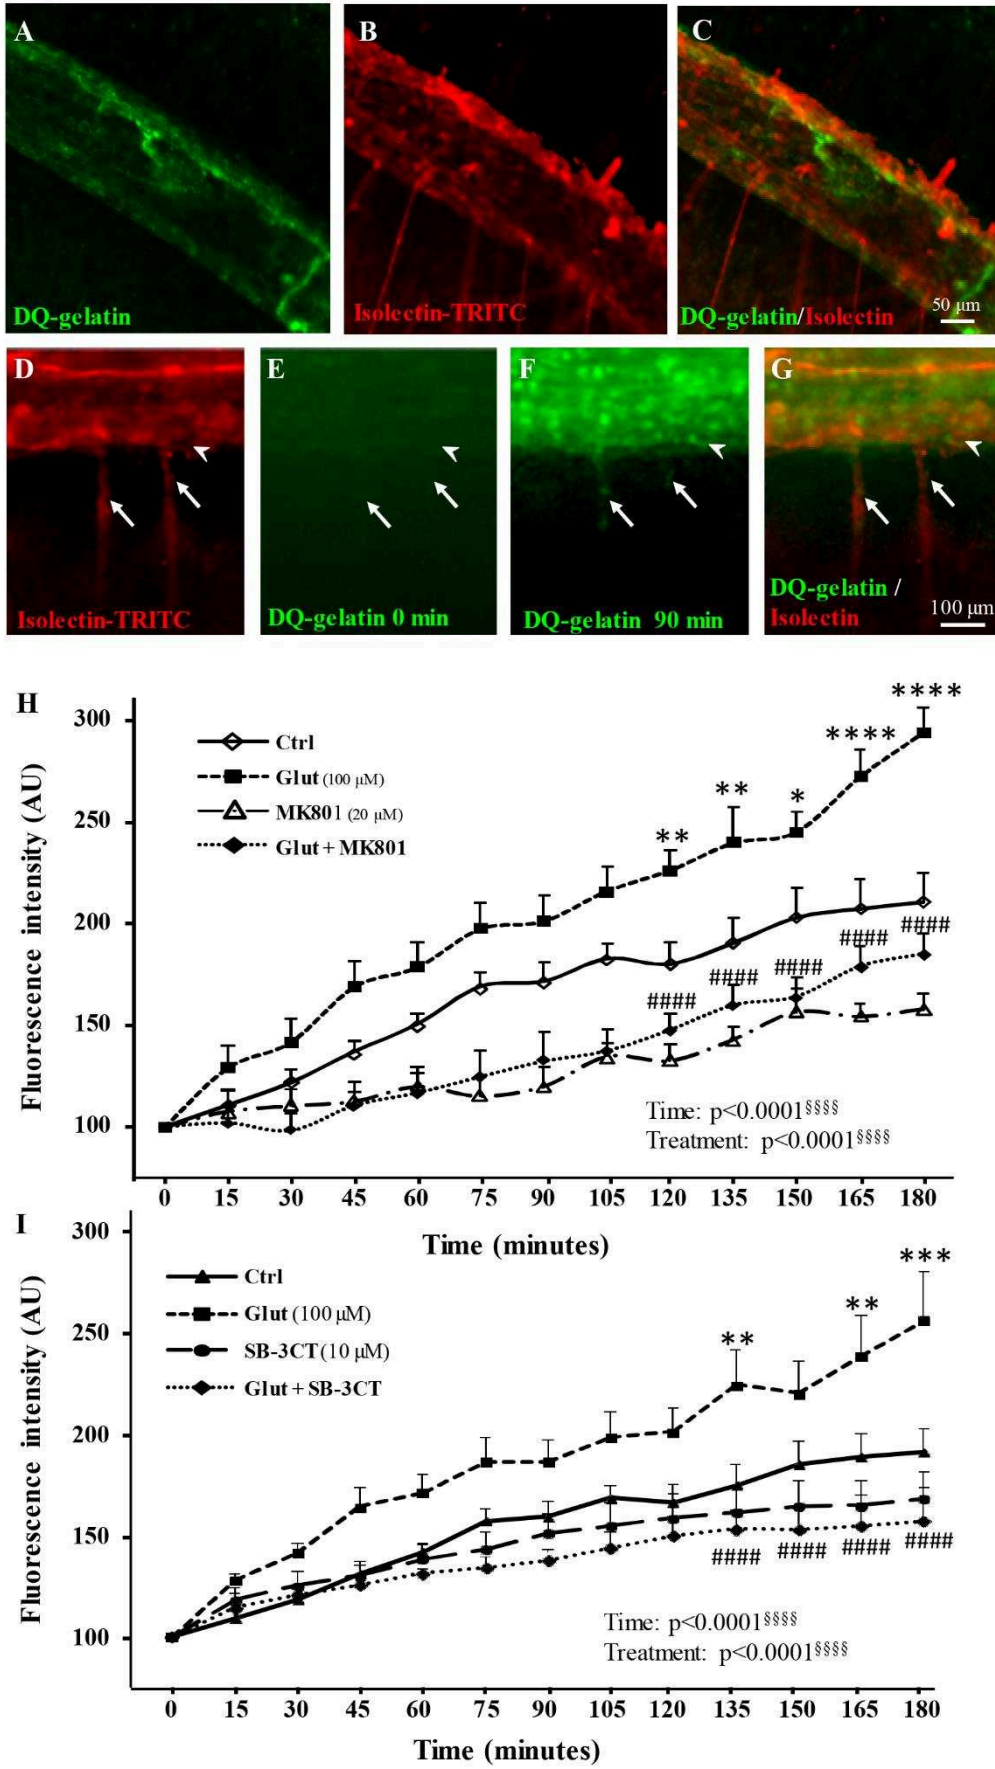 A
B
C
DQ-gelatin
Isolectin-TRITC
DQ-gelatin/Isolectin
50 µm
D
E
F
G
Isolectin-TRITC
DQ-gelatin 0 min
DQ-gelatin 90 min
DQ-gelatin /
Isolectin
100 µm
H
Fluorescence intensity (AU)
300
250
200
150
100
Ctrl
Glut (100 µM)
MK801 (20 µM)
Glut + MK801
**
**
*
****
****
####
####
####
####
####
Time: p<0.0001§§§§
Treatment: p<0.0001§§§§
0 15 30 45 60 75 90 105 120 135 150 165 180
Time (minutes)
I
Fluorescence intensity (AU)
300
250
200
150
100
Ctrl
Glut (100 µM)
SB-3CT (10 µM)
Glut + SB-3CT
**
**
***
####
####
####
####
Time: p<0.0001§§§§
Treatment: p<0.0001§§§§
0 15 30 45 60 75 90 105 120 135 150 165 180
Time (minutes)